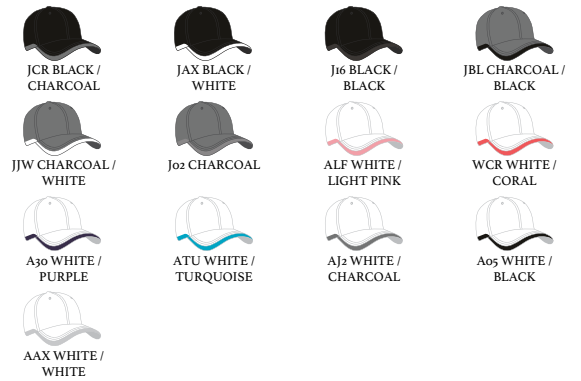 JCR BLACK /
CHARCOAL
JAX BLACK /
WHITE
J16 BLACK /
BLACK
JBL CHARCOAL /
BLACK
JJW CHARCOAL /
WHITE
J02 CHARCOAL
ALF WHITE /
LIGHT PINK
WCR WHITE /
CORAL
A30 WHITE /
PURPLE
ATU WHITE /
TURQUOISE
AJ2 WHITE /
CHARCOAL
A05 WHITE /
BLACK
AAX WHITE /
WHITE